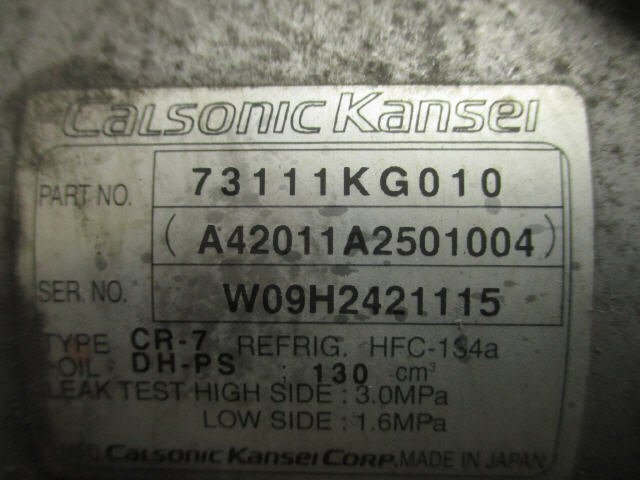 CALSONIC KANSEI
PART NO. 73111KG010
(A42011A2501004)
SER. NO. W09H2421115
TYPE CR-7 REFRIG. HFC-134a
OIL: DH-PS : 130 cm³
LEAK TEST HIGH SIDE : 3.0MPa
LOW SIDE : 1.6MPa
CALSONIC KANSEI CORP. MADE IN JAPAN